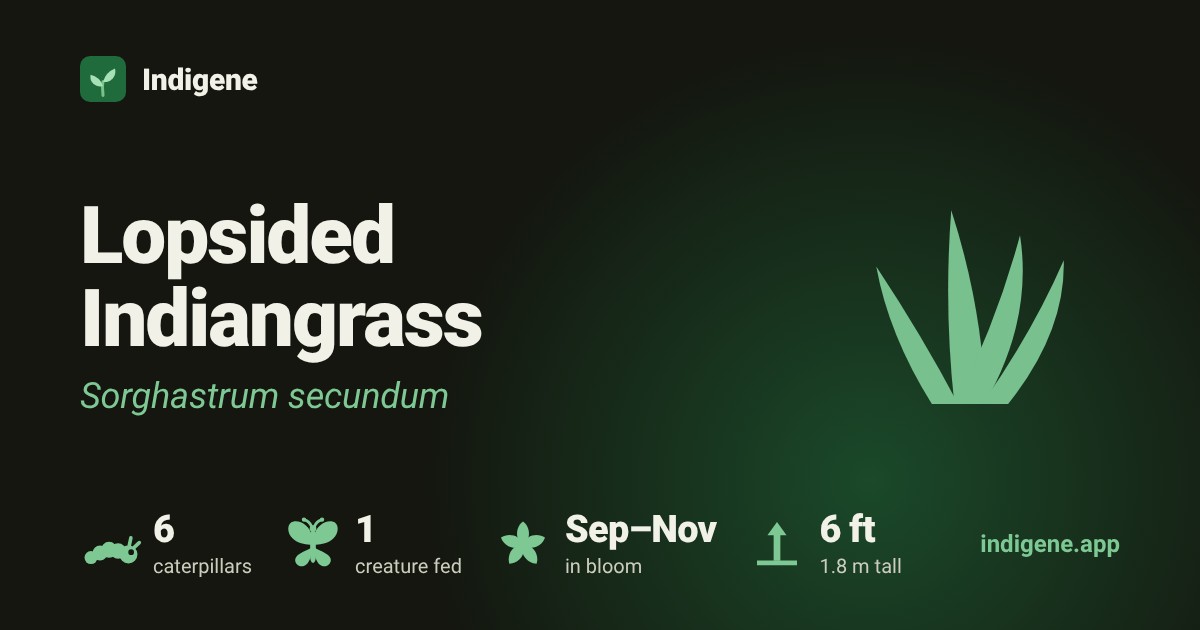 Indigene
Lopsided
Indiangrass
Sorghastrum secundum
6
caterpillars
1
creature fed
Sep–Nov
in bloom
6 ft
1.8 m tall
indigene.app